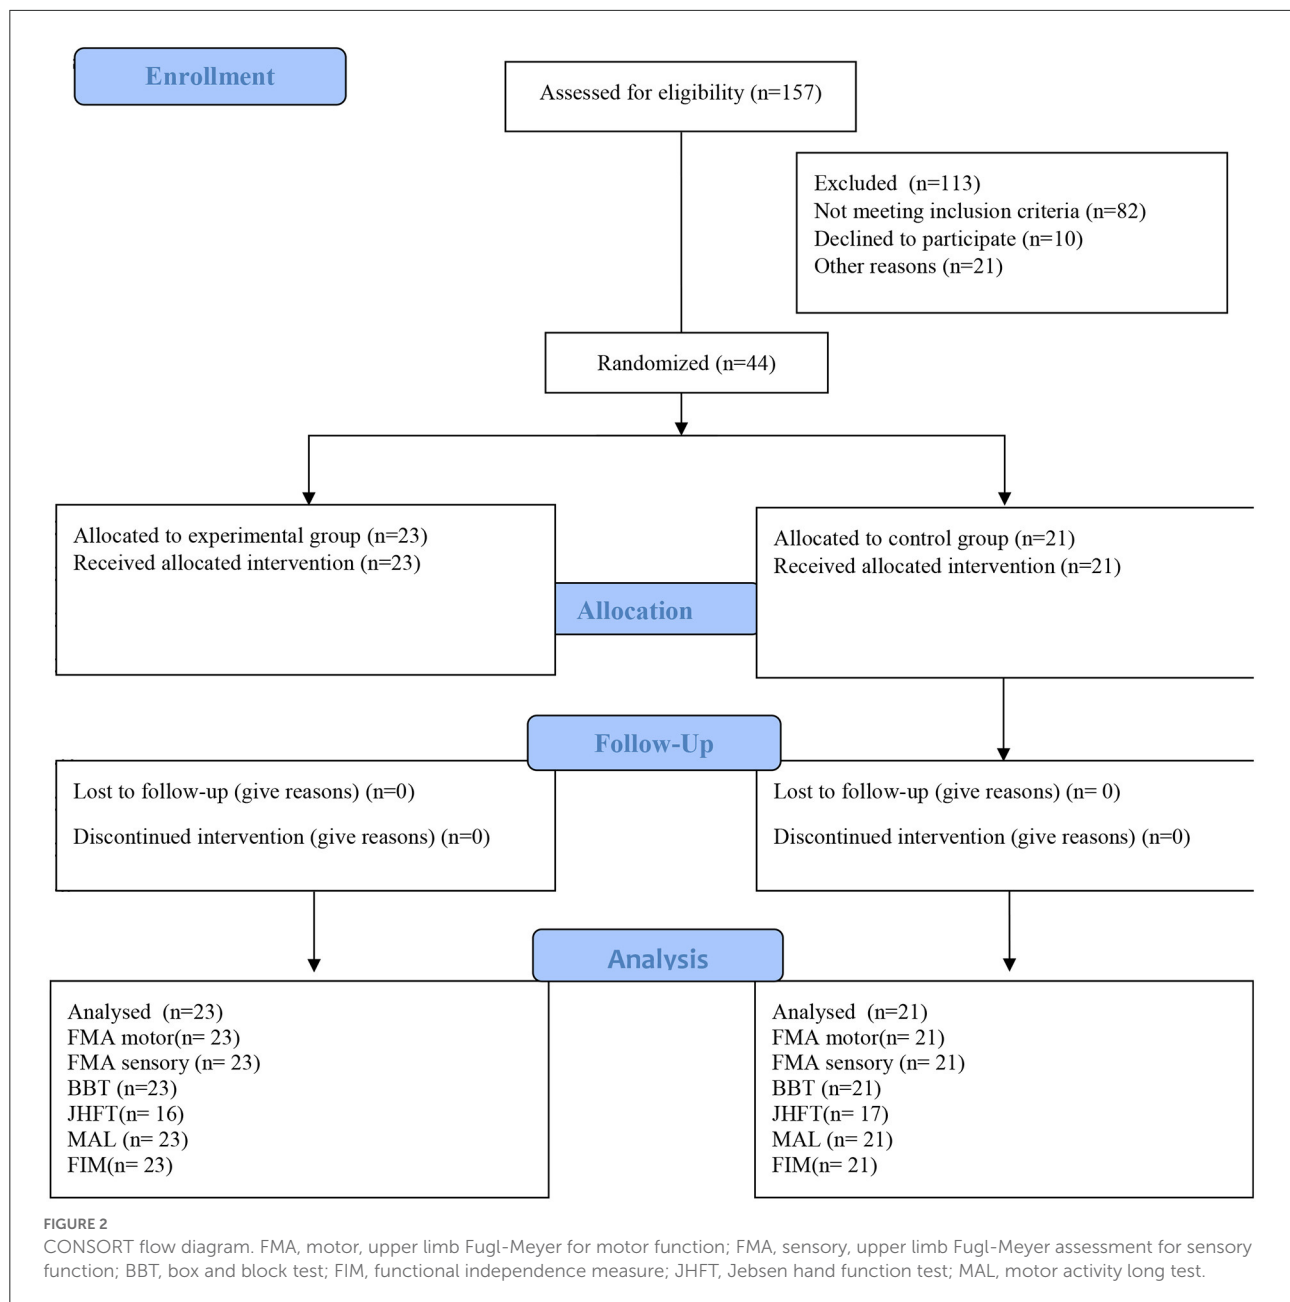 Enrollment
Assessed for eligibility (n=157)
Excluded  (n=113)
Not meeting inclusion criteria (n=82)
Declined to participate (n=10)
Other reasons (n=21)
Randomized (n=44)
Allocated to experimental group (n=23)
Received allocated intervention (n=23)
Allocated to control group (n=21)
Received allocated intervention (n=21)
Allocation
Follow-Up
Lost to follow-up (give reasons) (n=0)
Discontinued intervention (give reasons) (n=0)
Lost to follow-up (give reasons) (n= 0)
Discontinued intervention (give reasons) (n=0)
Analysis
Analysed  (n=23)
FMA motor(n= 23)
FMA sensory (n= 23)
BBT (n=23)
JHFT(n= 16)
MAL (n= 23)
FIM(n= 23)
Analysed  (n=21)
FMA motor(n= 21)
FMA sensory (n= 21)
BBT (n=21)
JHFT(n= 17)
MAL (n= 21)
FIM(n= 21)
FIGURE 2
CONSORT flow diagram. FMA, motor, upper limb Fugl-Meyer for motor function; FMA, sensory, upper limb Fugl-Meyer assessment for sensory
function; BBT, box and block test; FIM, functional independence measure; JHFT, Jebsen hand function test; MAL, motor activity long test.